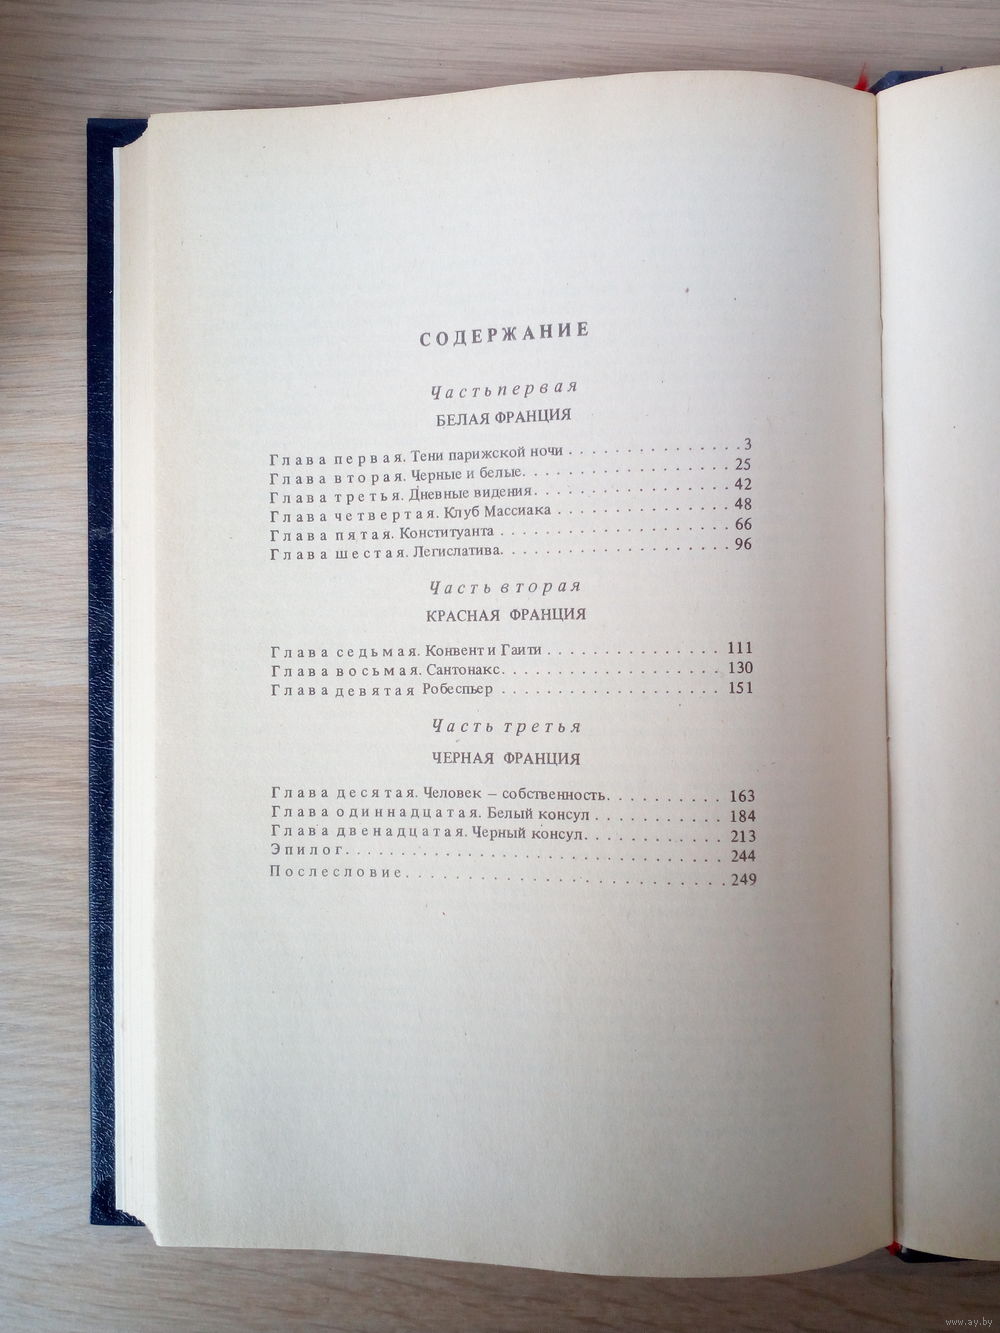 СОДЕРЖАНИЕ
Часть первая
БЕЛАЯ ФРАНЦИЯ
Глава первая. Тени парижской ночи . . . . . . . . . . . . . . . . 3
Глава вторая. Черные и белые. . . . . . . . . . . . . . . . . . . 25
Глава третья. Дневные видения. . . . . . . . . . . . . . . . . . 42
Глава четвертая. Клуб Массиака . . . . . . . . . . . . . . . . 48
Глава пятая. Конституанта . . . . . . . . . . . . . . . . . . . . . 66
Глава шестая. Легислатива. . . . . . . . . . . . . . . . . . . . . 96
Часть вторая
КРАСНАЯ ФРАНЦИЯ
Глава седьмая. Конвент и Гаити . . . . . . . . . . . . . . . . 111
Глава восьмая. Сантонакс. . . . . . . . . . . . . . . . . . . . . 130
Глава девятая Робеспьер . . . . . . . . . . . . . . . . . . . . 151
Часть третья
ЧЕРНАЯ ФРАНЦИЯ
Глава десятая. Человек – собственность. . . . . . . . . . . 163
Глава одиннадцатая. Белый консул . . . . . . . . . . . . 184
Глава двенадцатая. Черный консул. . . . . . . . . . . . . 213
Эпилог. . . . . . . . . . . . . . . . . . . . . . . . . . . . . . . . . . . 244
Послесловие. . . . . . . . . . . . . . . . . . . . . . . . . . . . . 249
www.ay.by